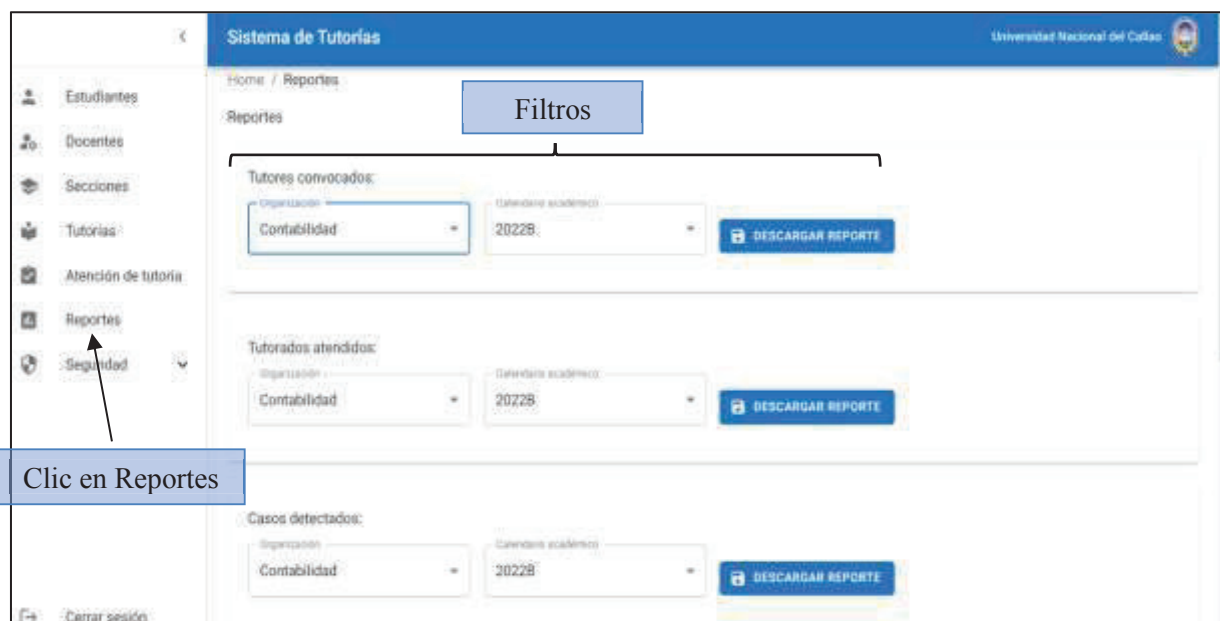 Sistema de Tutorías
Universidad Nacional del Callao
Home / Reportes
Reportes
Filtros
Estudiantes
Docentes
Secciones
Tutorías
Atención de tutoría
Reportes
Seguridad
Clic en Reportes
Cerrar sesión
Tutores convocados:
Organización
Calendario académico
Contabilidad
2022B
DESCARGAR REPORTE
Tutorados atendidos:
Organización
Calendario académico
Contabilidad
2022B
DESCARGAR REPORTE
Casos detectados:
Organización
Calendario académico
Contabilidad
2022B
DESCARGAR REPORTE